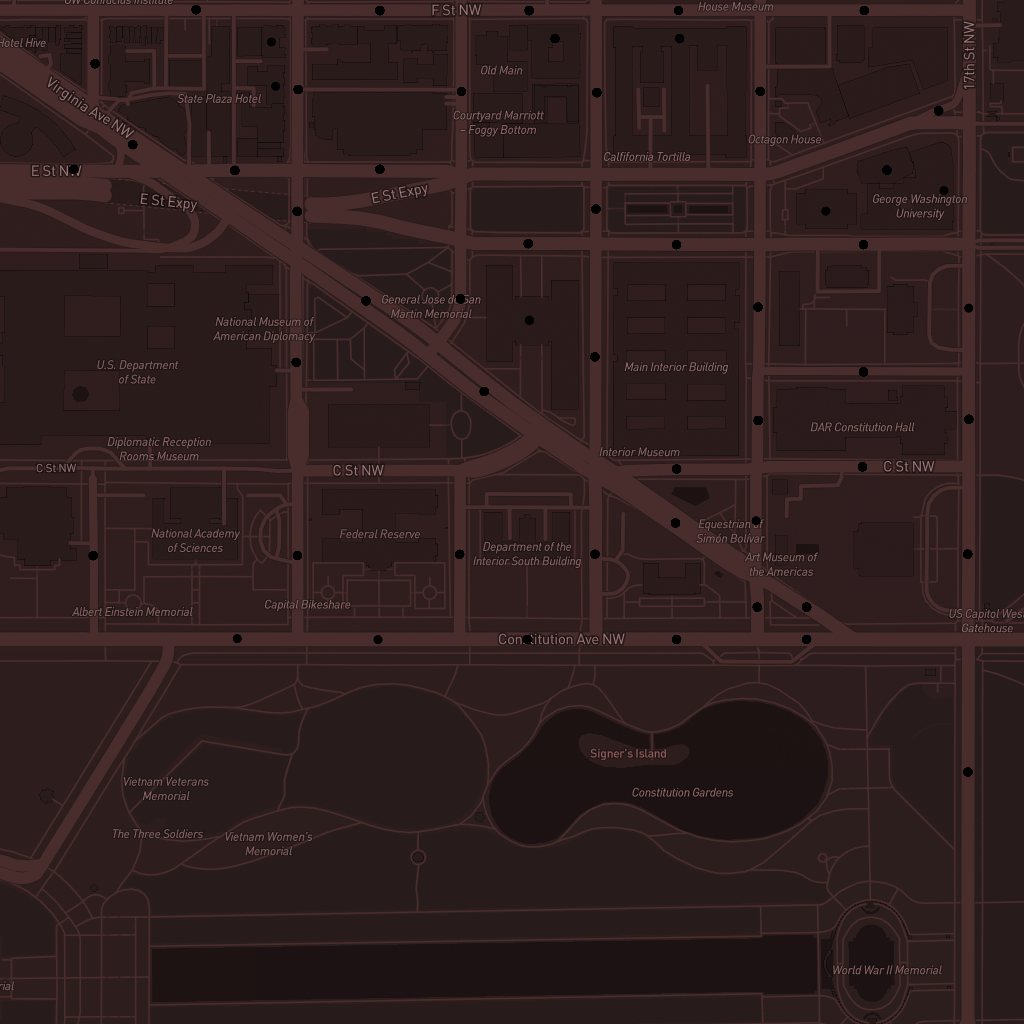 GW Confucius Institute
F St NW
House Museum
Hotel Hive
17th St NW
Old Main
State Plaza Hotel
Virginia Ave NW
Courtyard Marriott
– Foggy Bottom
Octagon House
Calfifornia Tortilla
E St NW
E St Expy
E St Expy
George Washington
University
General Jose de San
Martin Memorial
National Museum of
American Diplomacy
U.S. Department
of State
Main Interior Building
DAR Constitution Hall
Diplomatic Reception
Rooms Museum
Interior Museum
C St NW
C St NW
C St NW
National Academy
of Sciences
Federal Reserve
Equestrian of
Simón Bolívar
Department of the
Interior South Building
Art Museum of
the Americas
Albert Einstein Memorial
Capital Bikeshare
US Capitol West
Gatehouse
Constitution Ave NW
Signer's Island
Constitution Gardens
Vietnam Veterans
Memorial
The Three Soldiers
Vietnam Women's
Memorial
World War II Memorial
rial